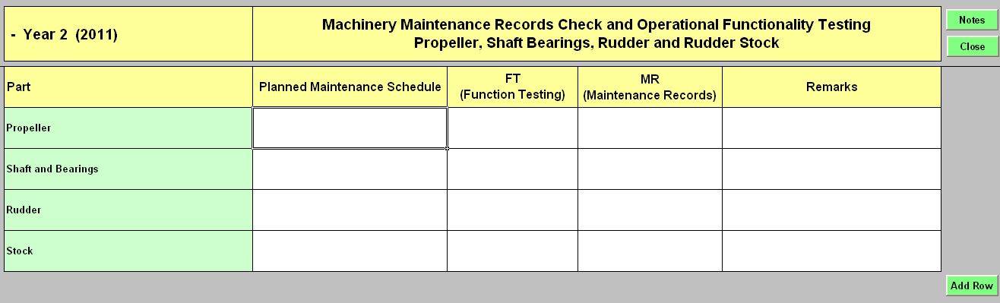 - Year 2 (2011)
Machinery Maintenance Records Check and Operational Functionality Testing
Propeller, Shaft Bearings, Rudder and Rudder Stock
Notes
Close
Part
Planned Maintenance Schedule
FT
(Function Testing)
MR
(Maintenance Records)
Remarks
Propeller
Shaft and Bearings
Rudder
Stock
Add Row